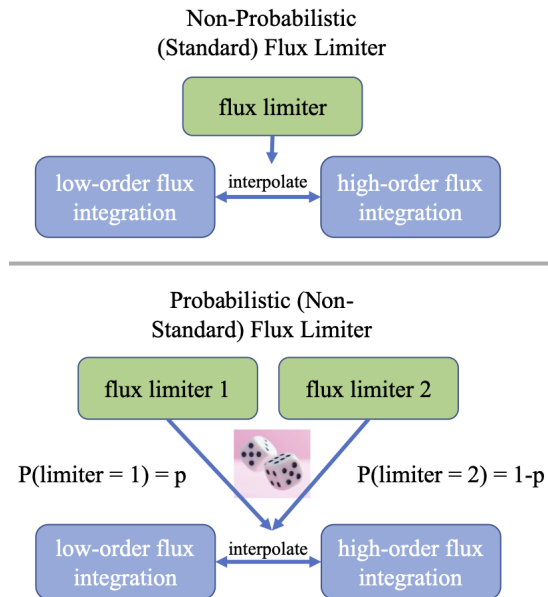 Non-Probabilistic
(Standard) Flux Limiter
flux limiter
low-order flux
integration
interpolate
high-order flux
integration
Probabilistic (Non-
Standard) Flux Limiter
flux limiter 1
flux limiter 2
P(limiter = 1) = p
P(limiter = 2) = 1-p
low-order flux
integration
interpolate
high-order flux
integration